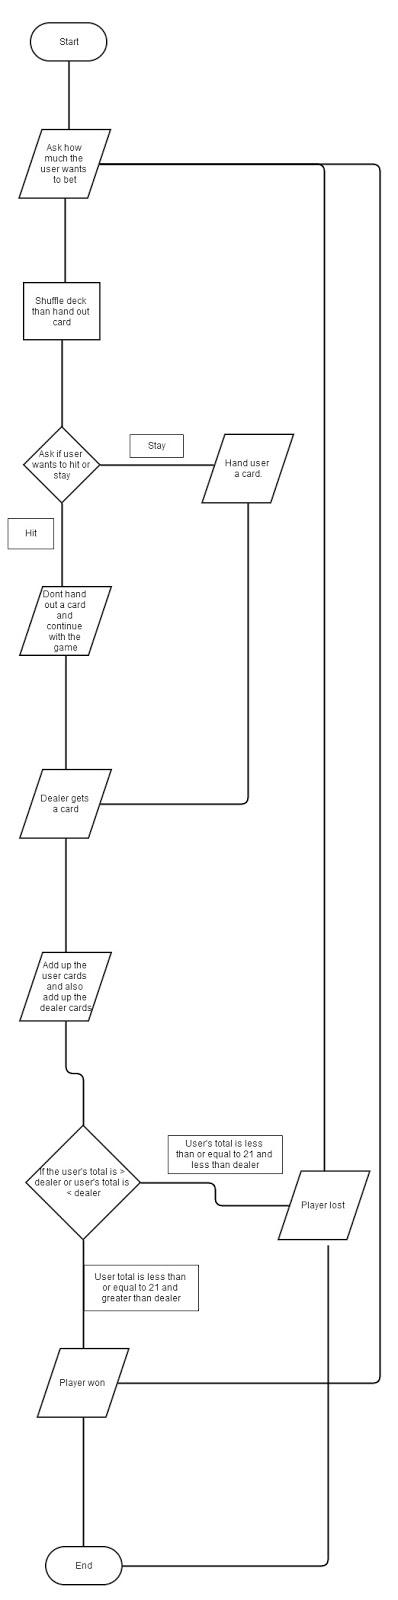 Start
Ask how
much the
user wants
to bet
Shuffle deck
than hand out
card
Ask if user
wants to hit or
stay
Stay
Hand user
a card.
Hit
Dont hand
out a card
and
continue
with the
game
Dealer gets
a card
Add up the
user cards
and also
add up the
dealer cards
If the user's total is >
dealer or user's total is
< dealer
User's total is less
than or equal to 21 and
less than dealer
Player lost
User total is less than
or equal to 21 and
greater than dealer
Player won
End